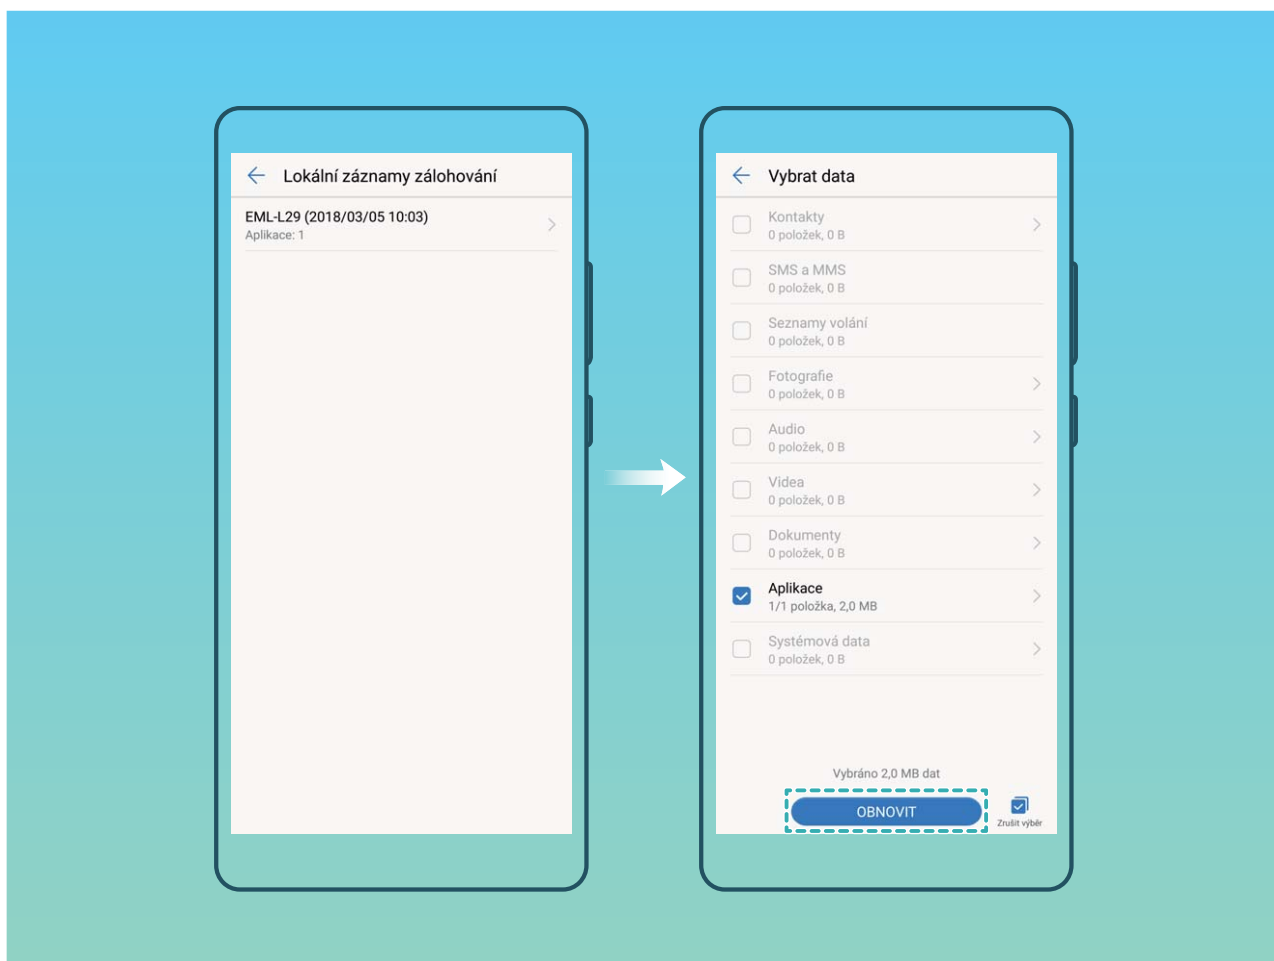 Lokální záznamy zálohování
EML-L29 (2018/03/05 10:03)
Aplikace: 1
Vybrat data
Kontakty
0 položek, 0 B
SMS a MMS
0 položek, 0 B
Seznamy volání
0 položek, 0 B
Fotografie
0 položek, 0 B
Audio
0 položek, 0 B
Videa
0 položek, 0 B
Dokumenty
0 položek, 0 B
Aplikace
1/1 položka, 2,0 MB
Systémová data
0 položek, 0 B
Vybráno 2,0 MB dat
OBNOVIT
Zrušit výběr